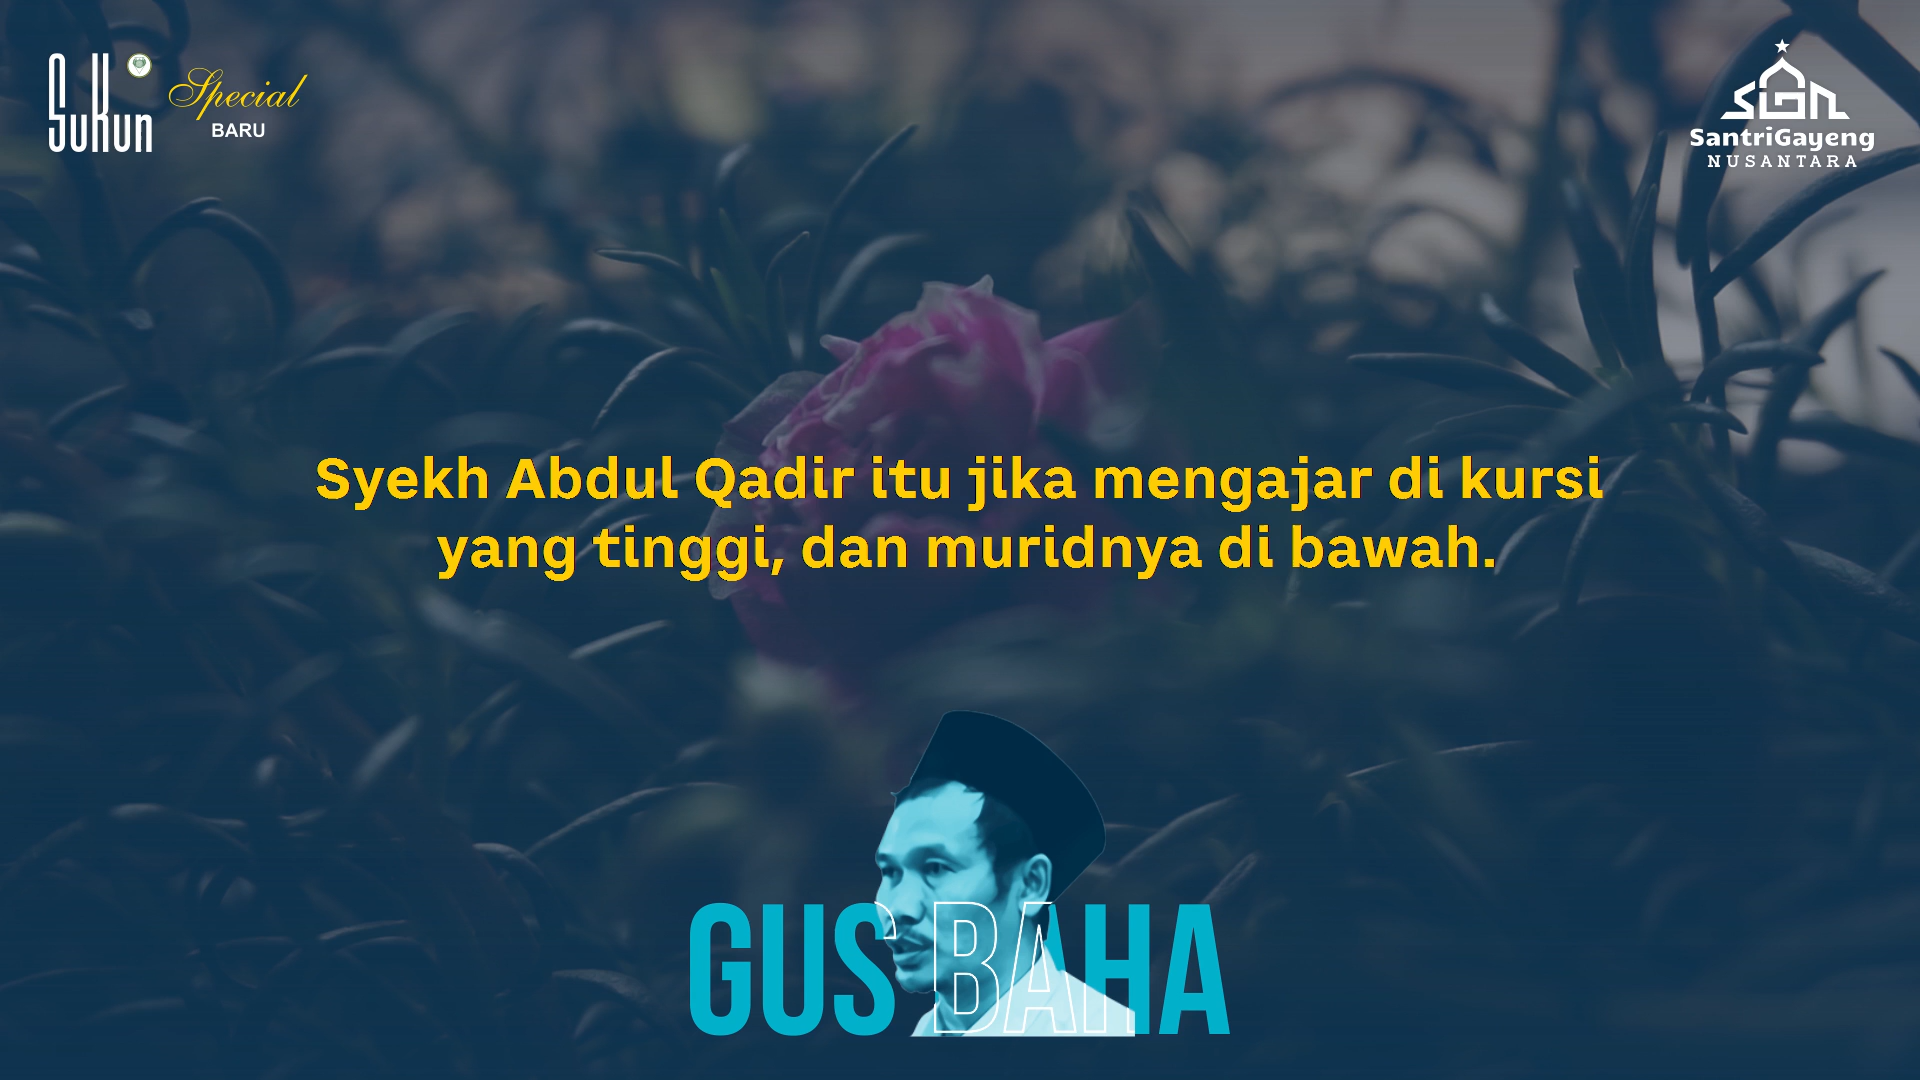 SuKun
Special
BARU
SIGN
SantriGayeng
NUSANTARA
Syekh Abdul Qadir itu jika mengajar di kursi
yang tinggi, dan muridnya di bawah.
GUS BAHA